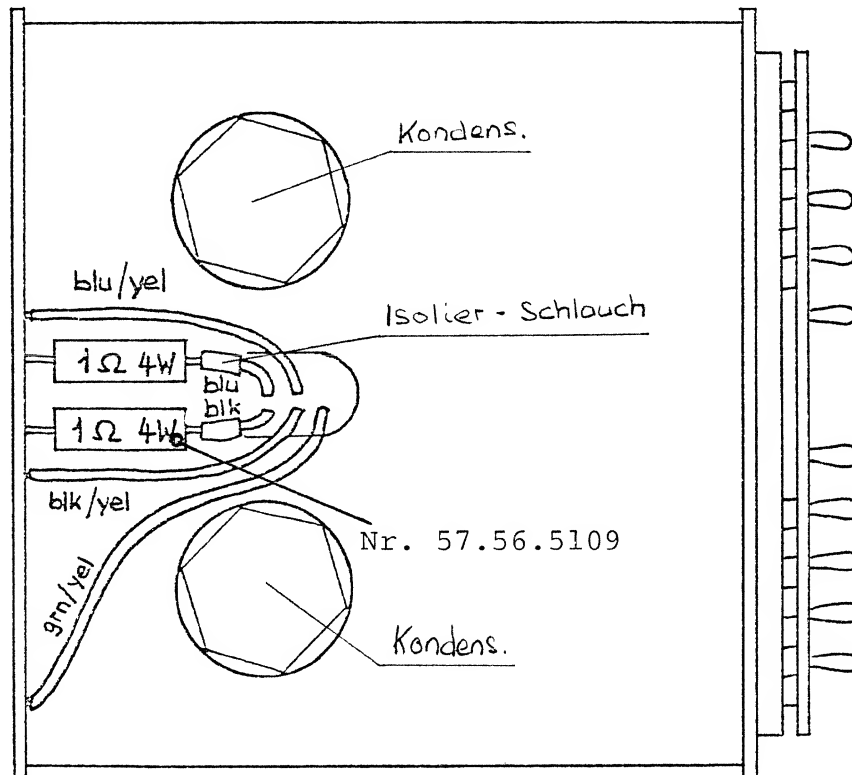 Kondens.
blu/yel
Isolier - Schlauch
1Ω 4W
blu
blk
1Ω 4W
blk/yel
Nr. 57.56.5109
grn/yel
Kondens.